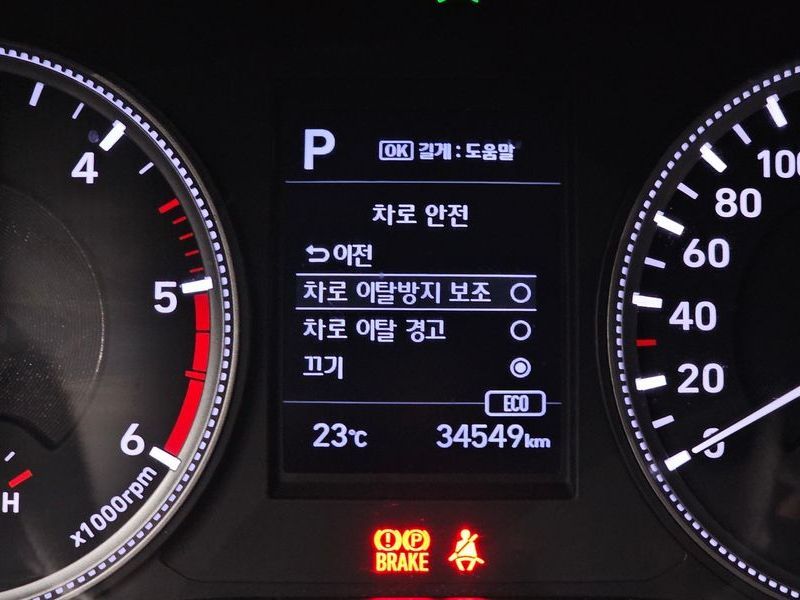 P
OK 길게 : 도움말
차로 안전
이전
차로 이탈방지 보조
차로 이탈 경고
끄기
ECO
23℃
34549km
4
5
6
x1000rpm
H
100
80
60
40
20
0
P
BRAKE